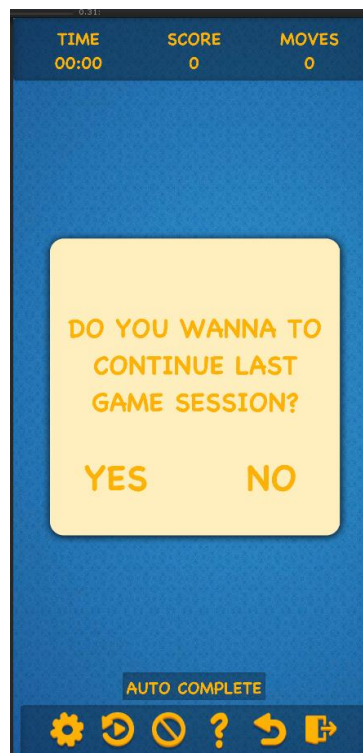 TIME SCORE MOVES
00:00 0 0
DO YOU WANNA TO
CONTINUE LAST
GAME SESSION?
YES NO
AUTO COMPLETE
?